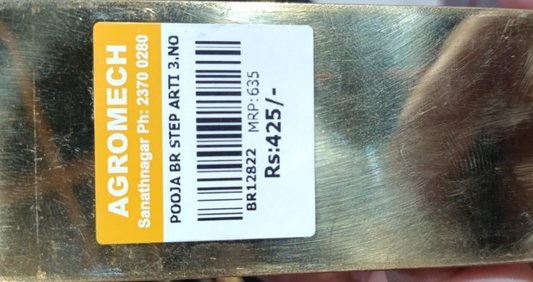 AGROMECH
Sanathnagar Ph: 2370 0280
POOJA BR STEP ARTI 3.NO
BR12822 MRP:635
Rs:425/-